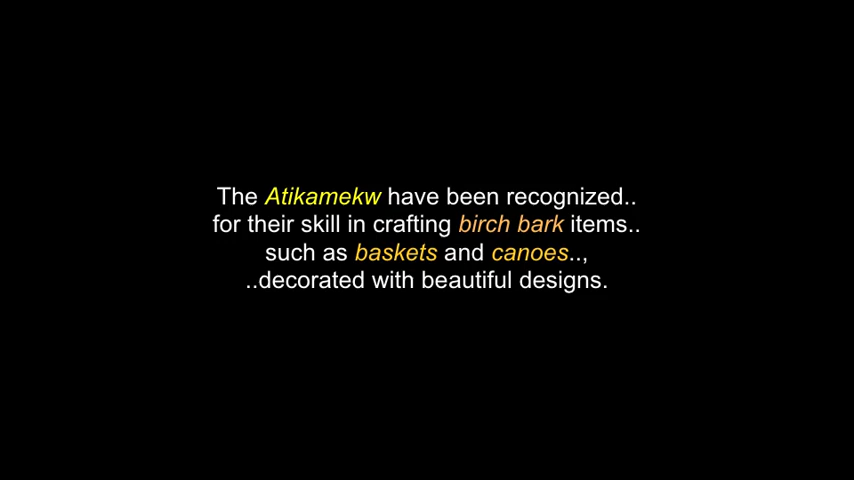 The Atikamekw have been recognized..
for their skill in crafting birch bark items..
such as baskets and canoes..,
..decorated with beautiful designs.